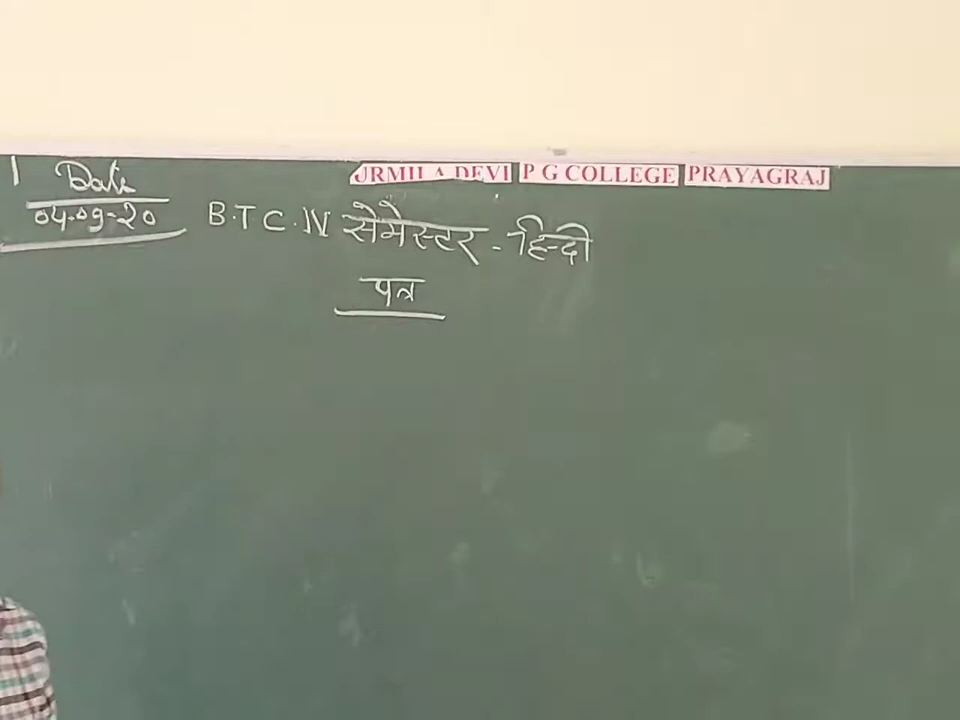 URMILA DEVI P G COLLEGE PRAYAGRAJ
Date
04-09-20
B.T.C. IV सेमेस्टर - हिन्दी
पत्र